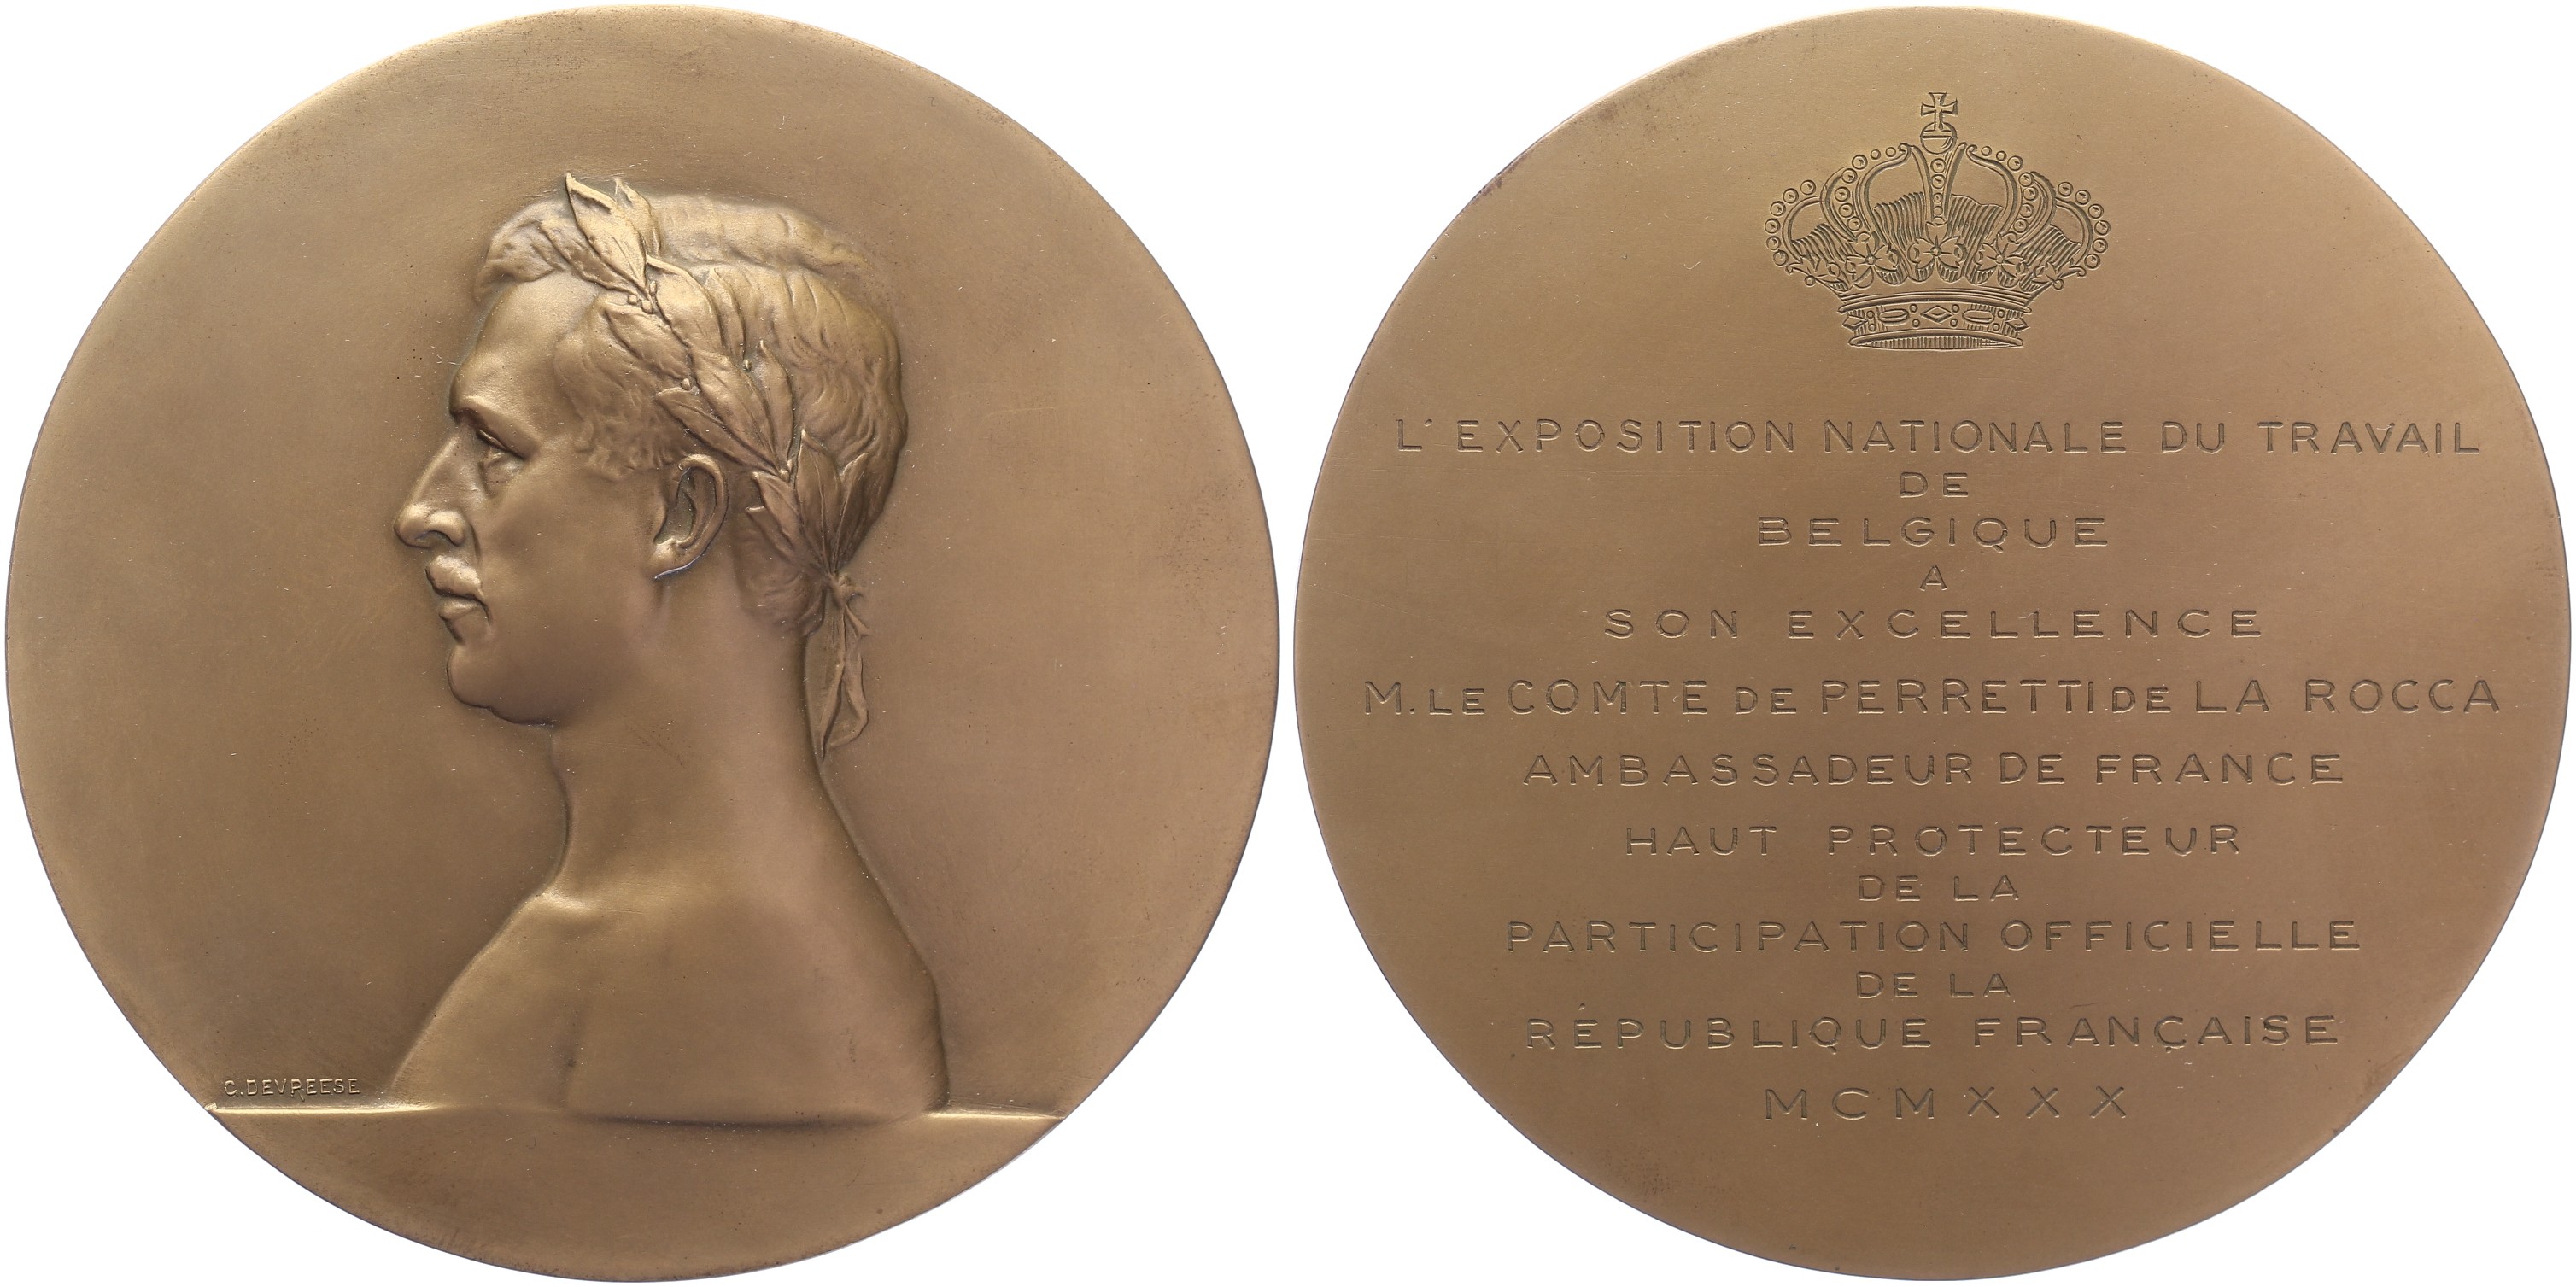 G. DEVREESE
L'EXPOSITION NATIONALE DU TRAVAIL
DE
BELGIQUE
A
SON EXCELLENCE
M. LE COMTE DE PERRETTI DE LA ROCCA
AMBASSADEUR DE FRANCE
HAUT PROTECTEUR
DE LA
PARTICIPATION OFFICIELLE
DE LA
RÉPUBLIQUE FRANÇAISE
MCMXXX